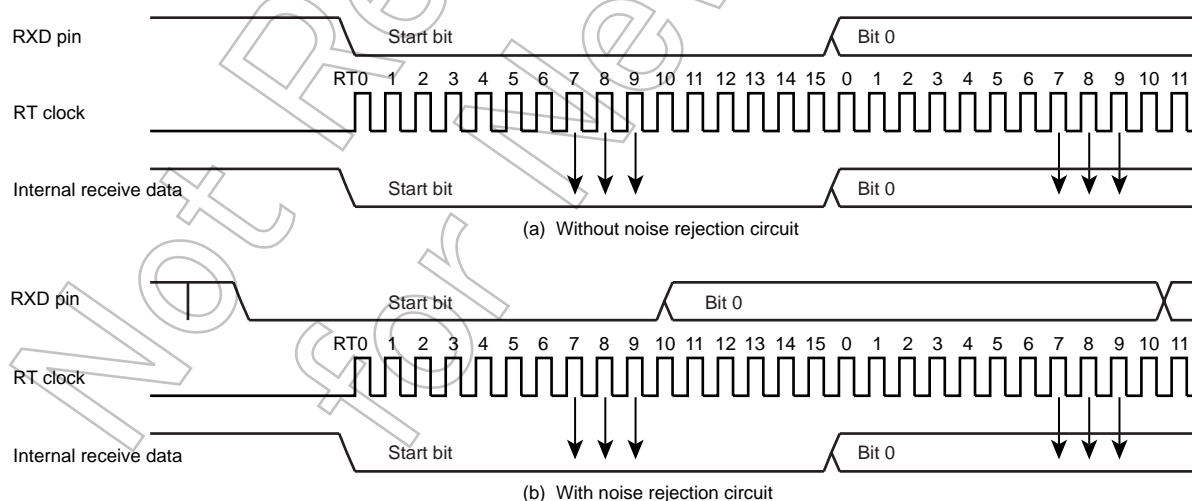 RXD pin Start bit Bit 0
RT0 1 2 3 4 5 6 7 8 9 10 11 12 13 14 15 0 1 2 3 4 5 6 7 8 9 10 11
RT clock
Internal receive data Start bit Bit 0
(a) Without noise rejection circuit
RXD pin Start bit Bit 0
RT0 1 2 3 4 5 6 7 8 9 10 11 12 13 14 15 0 1 2 3 4 5 6 7 8 9 10 11
RT clock
Internal receive data Start bit Bit 0
(b) With noise rejection circuit
Not Re
for Ne